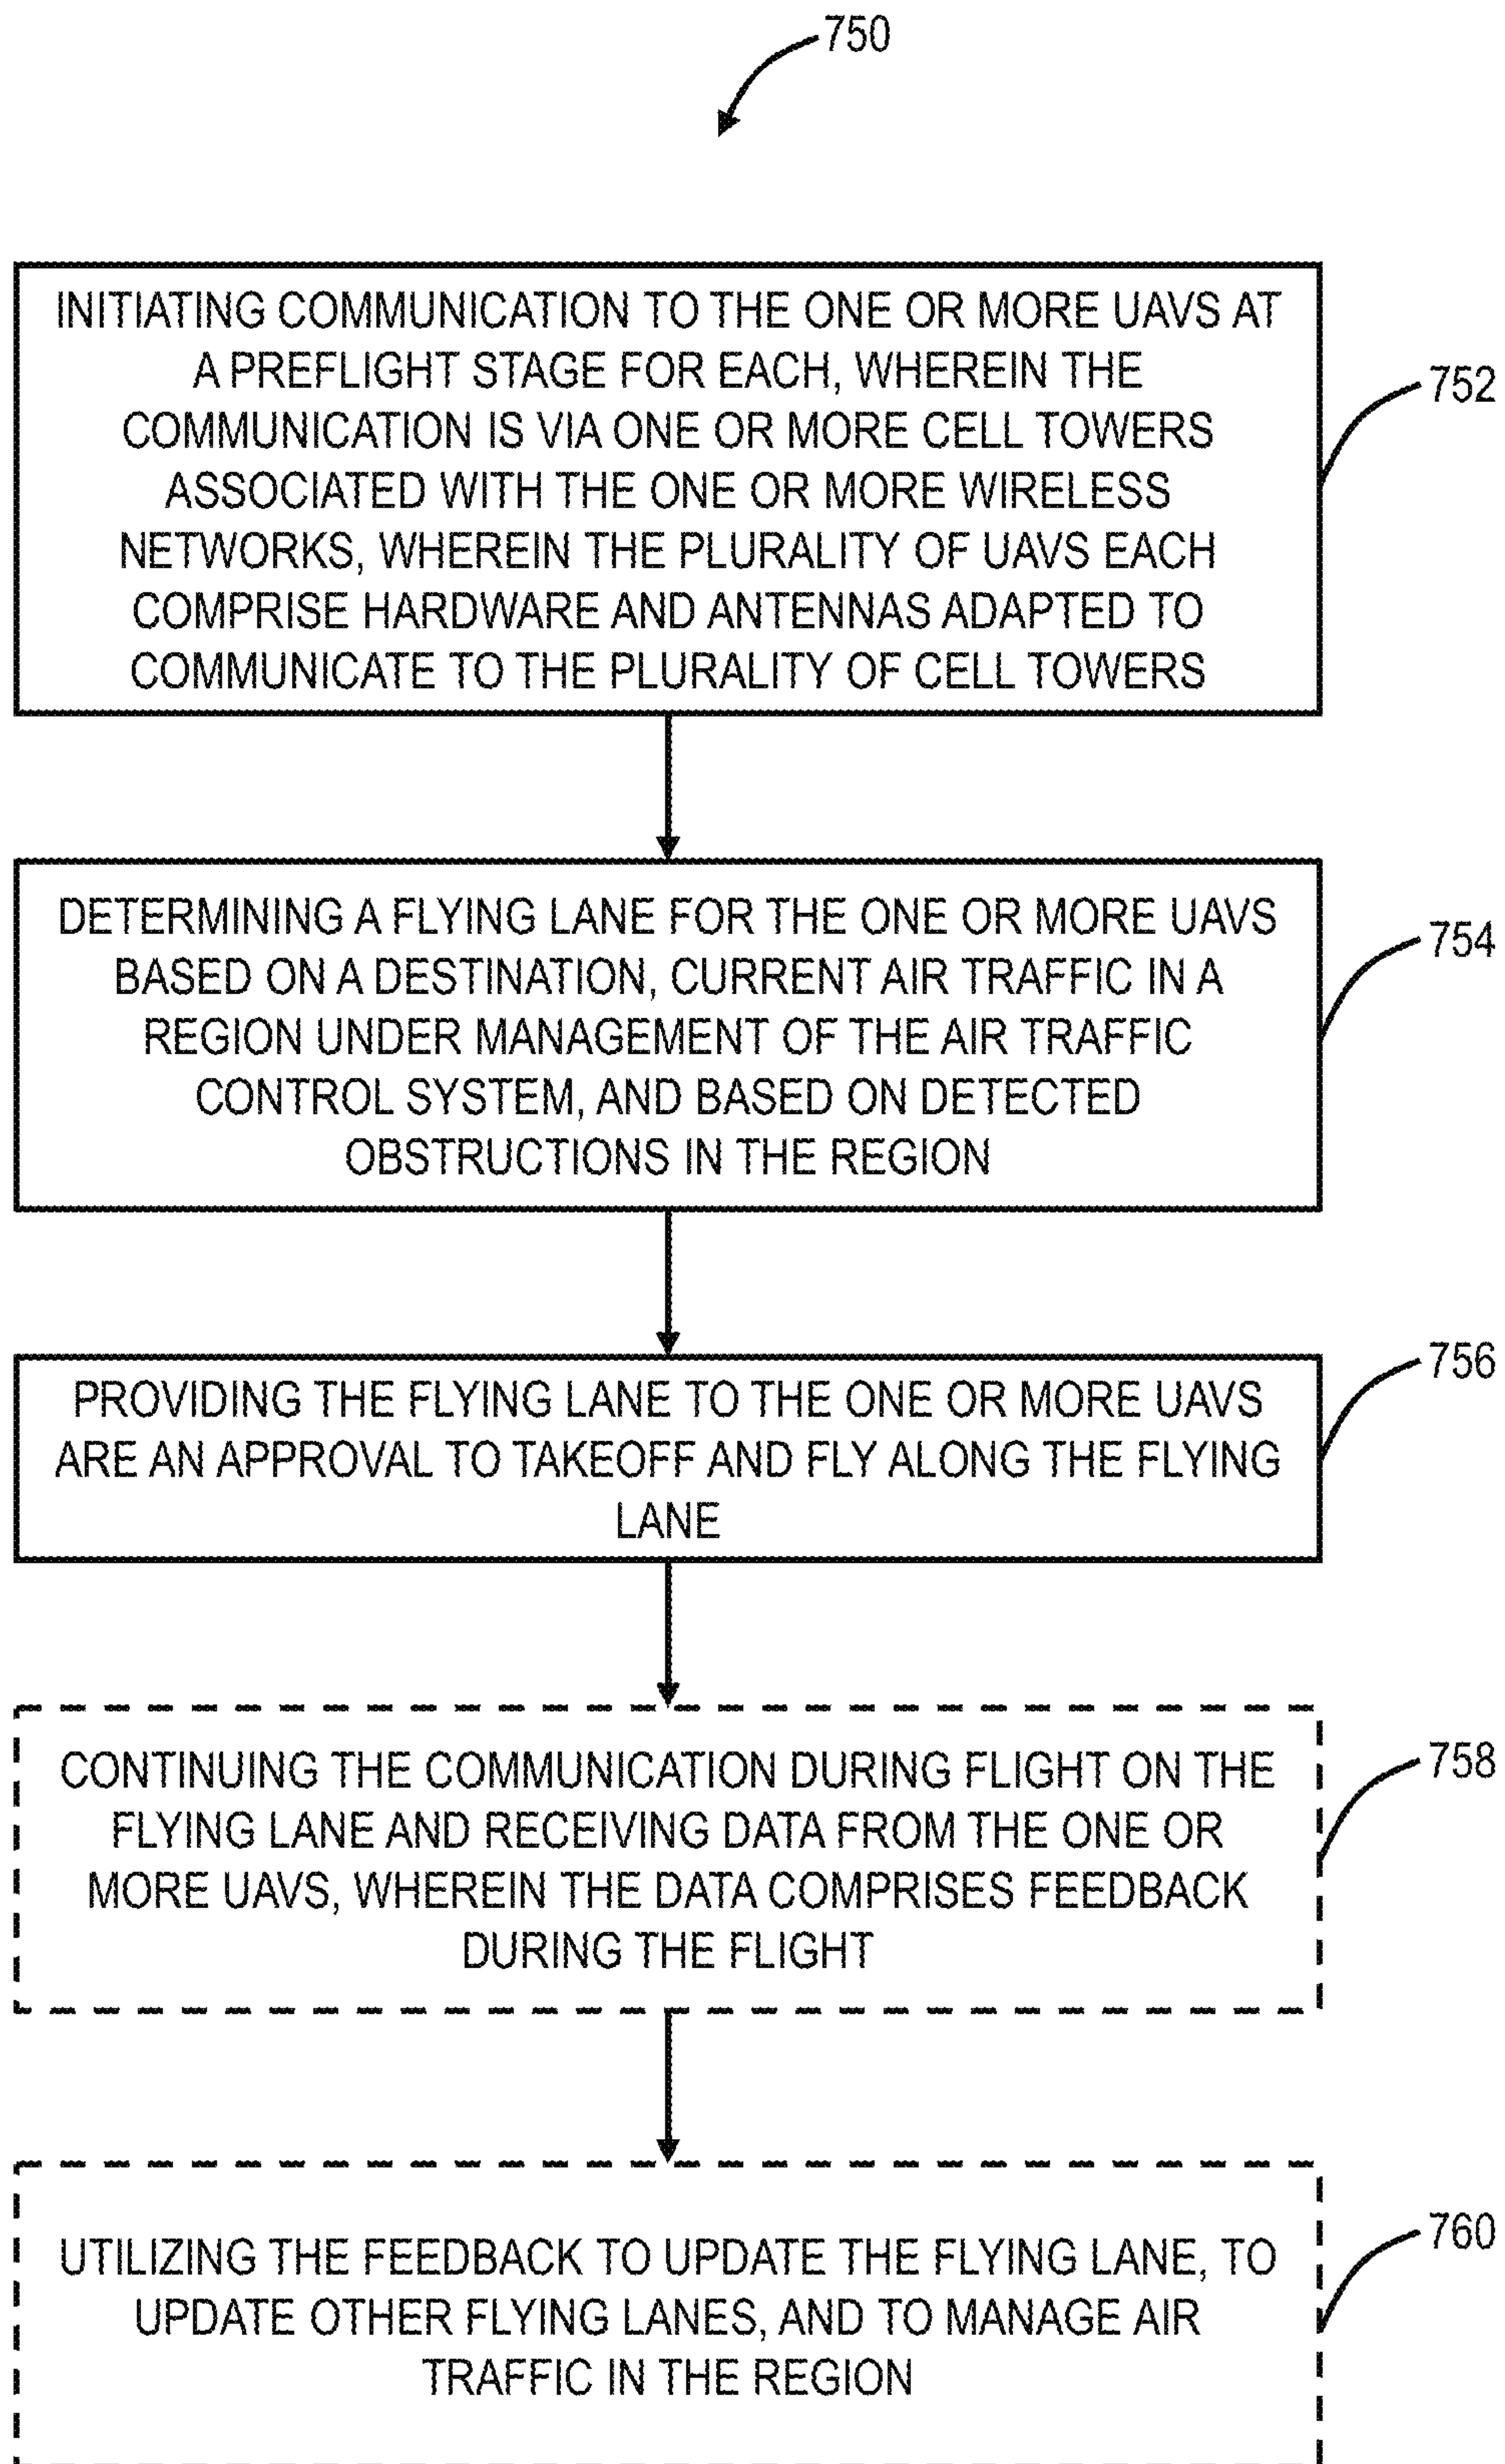 750
INITIATING COMMUNICATION TO THE ONE OR MORE UAVS AT
A PREFLIGHT STAGE FOR EACH, WHEREIN THE
COMMUNICATION IS VIA ONE OR MORE CELL TOWERS
ASSOCIATED WITH THE ONE OR MORE WIRELESS
NETWORKS, WHEREIN THE PLURALITY OF UAVS EACH
COMPRISE HARDWARE AND ANTENNAS ADAPTED TO
COMMUNICATE TO THE PLURALITY OF CELL TOWERS
752
DETERMINING A FLYING LANE FOR THE ONE OR MORE UAVS
BASED ON A DESTINATION, CURRENT AIR TRAFFIC IN A
REGION UNDER MANAGEMENT OF THE AIR TRAFFIC
CONTROL SYSTEM, AND BASED ON DETECTED
OBSTRUCTIONS IN THE REGION
754
PROVIDING THE FLYING LANE TO THE ONE OR MORE UAVS
ARE AN APPROVAL TO TAKEOFF AND FLY ALONG THE FLYING
LANE
756
CONTINUING THE COMMUNICATION DURING FLIGHT ON THE
FLYING LANE AND RECEIVING DATA FROM THE ONE OR
MORE UAVS, WHEREIN THE DATA COMPRISES FEEDBACK
DURING THE FLIGHT
758
UTILIZING THE FEEDBACK TO UPDATE THE FLYING LANE, TO
UPDATE OTHER FLYING LANES, AND TO MANAGE AIR
TRAFFIC IN THE REGION
760